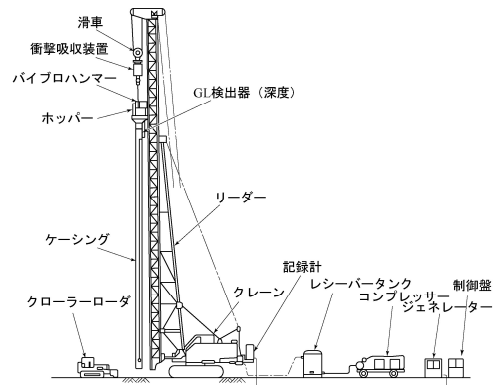 滑車
衝撃吸収装置
バイブロハンマー
GL検出器（深度）
ホッパー
リーダー
ケーシング
記録計
クレーン
レシーバータンク
制御盤
コンプレッリー
クローラーローダ
ジェネレーター